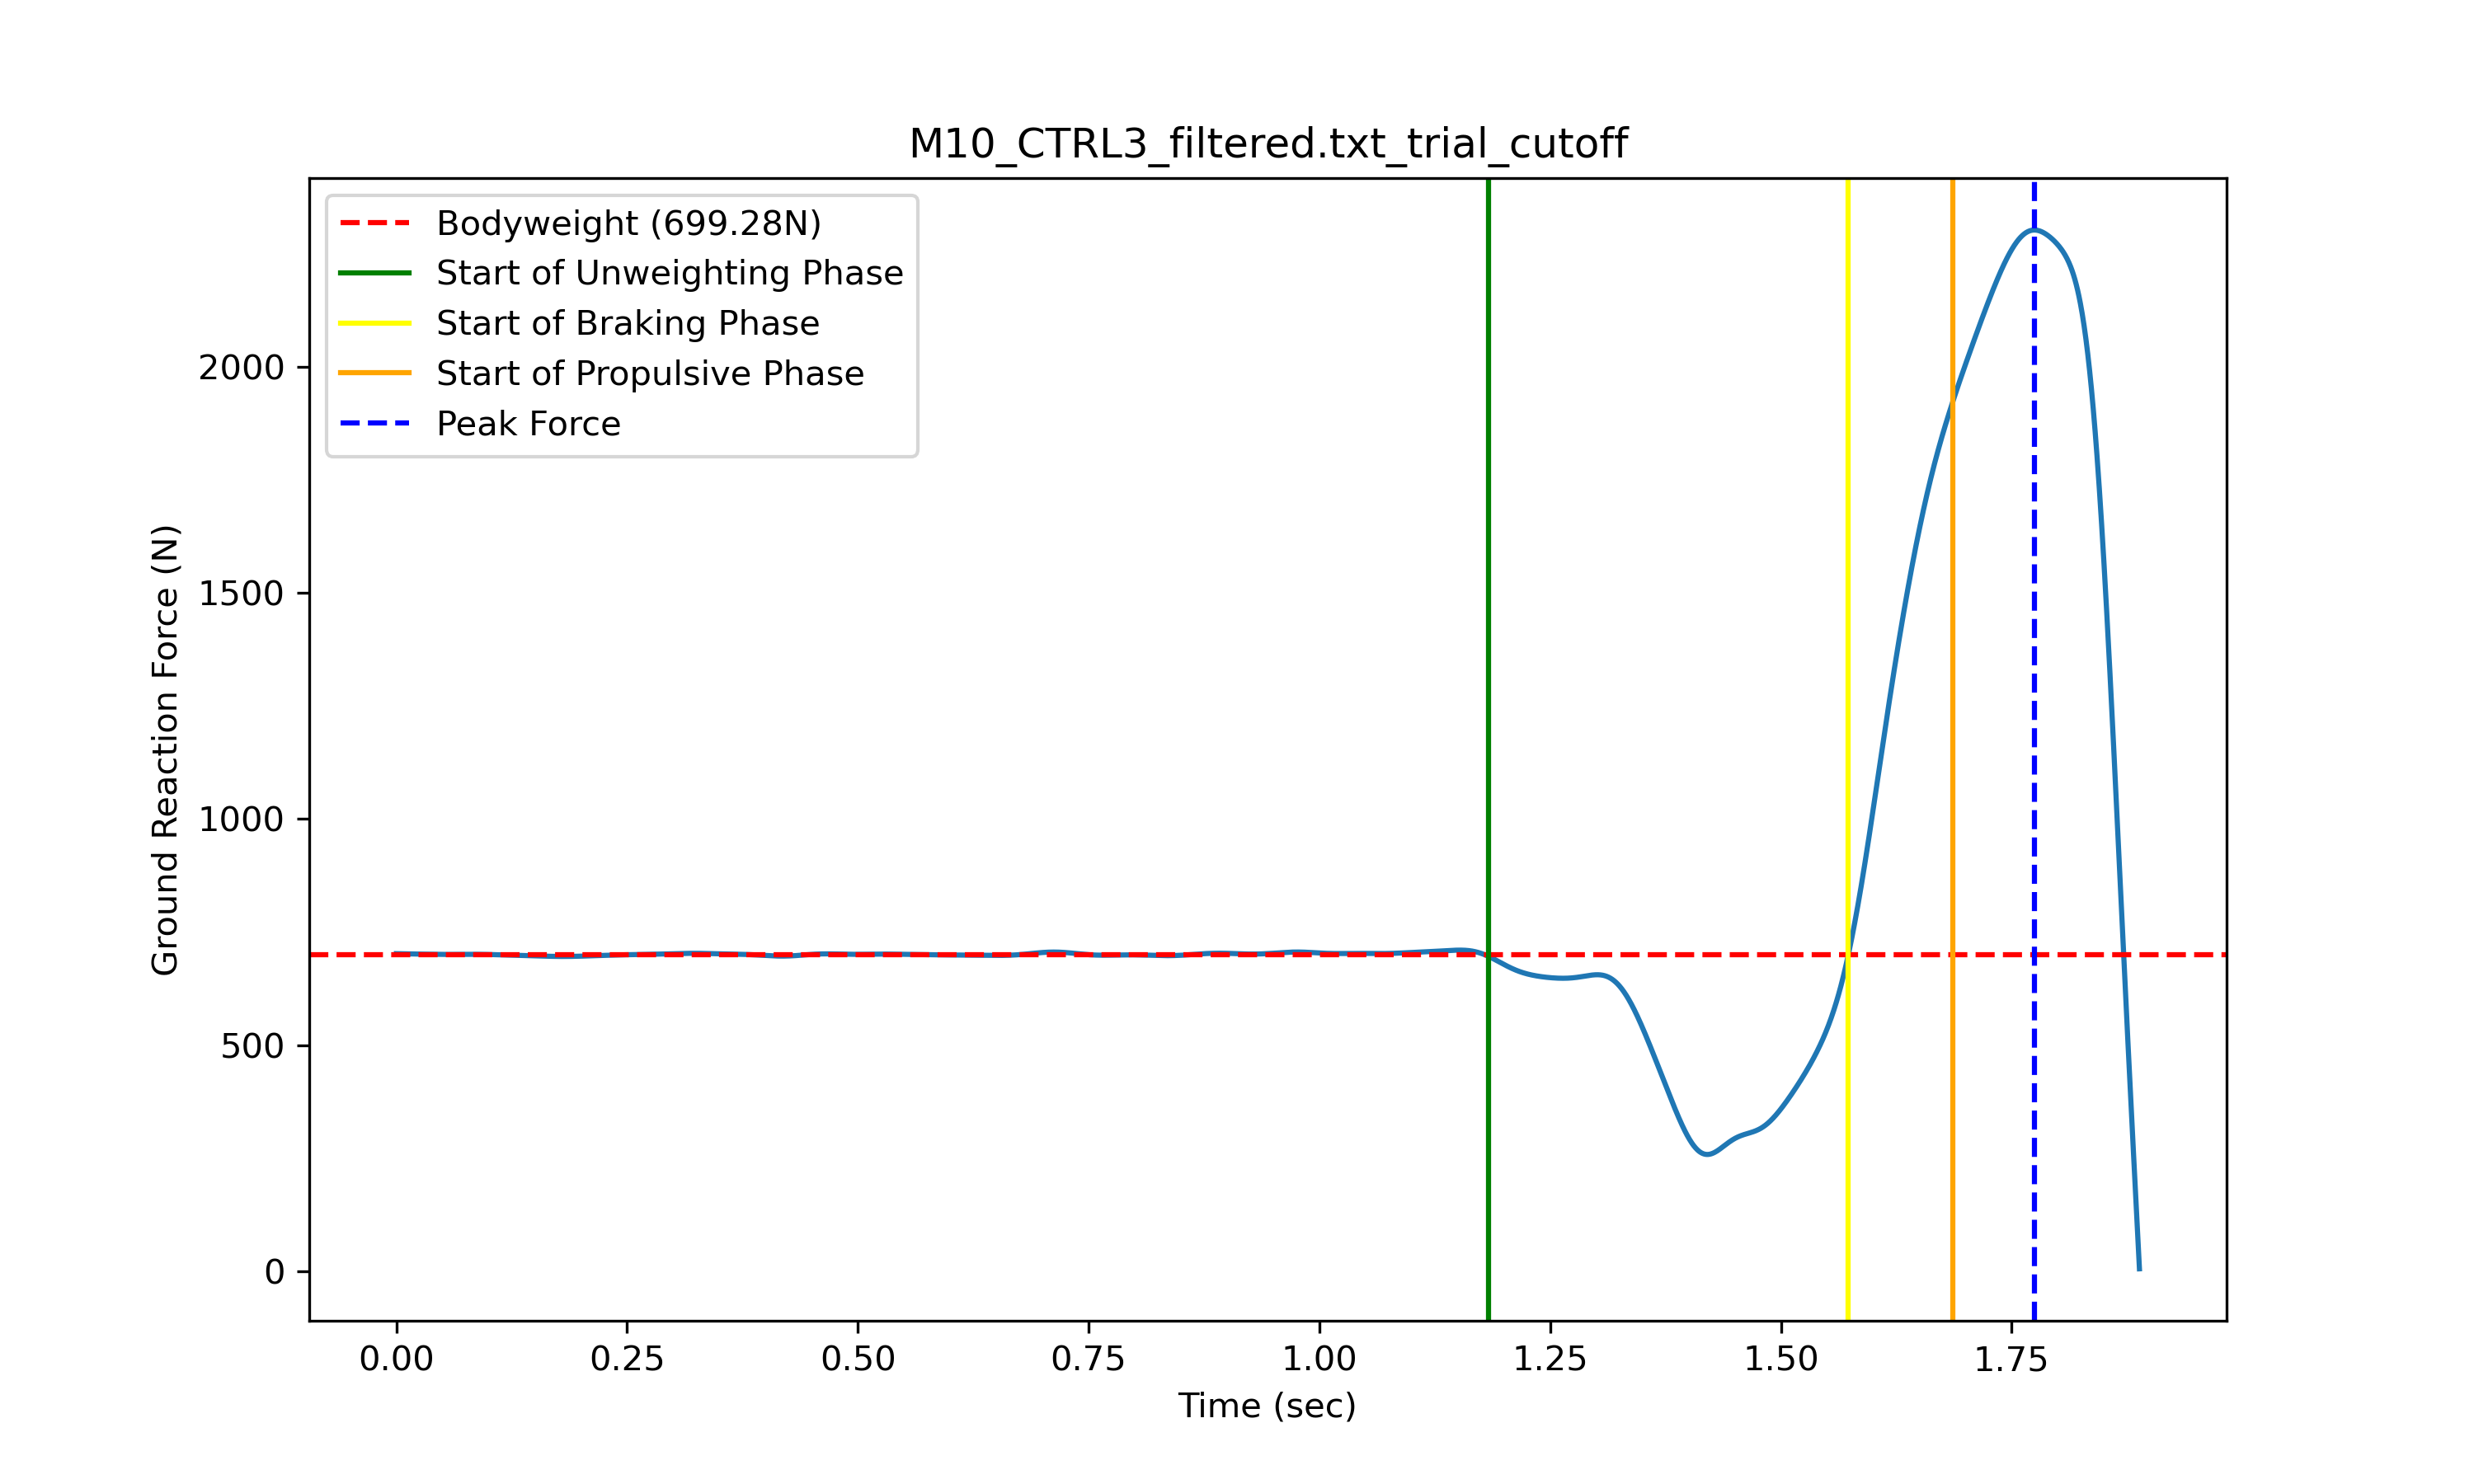 M10_CTRL3_filtered.txt_trial_cutoff
Bodyweight (699.28N)
Start of Unweighting Phase
Start of Braking Phase
Start of Propulsive Phase
Peak Force
Ground Reaction Force (N)
2000
1500
1000
500
0
0.00 0.25 0.50 0.75 1.00 1.25 1.50 1.75
Time (sec)